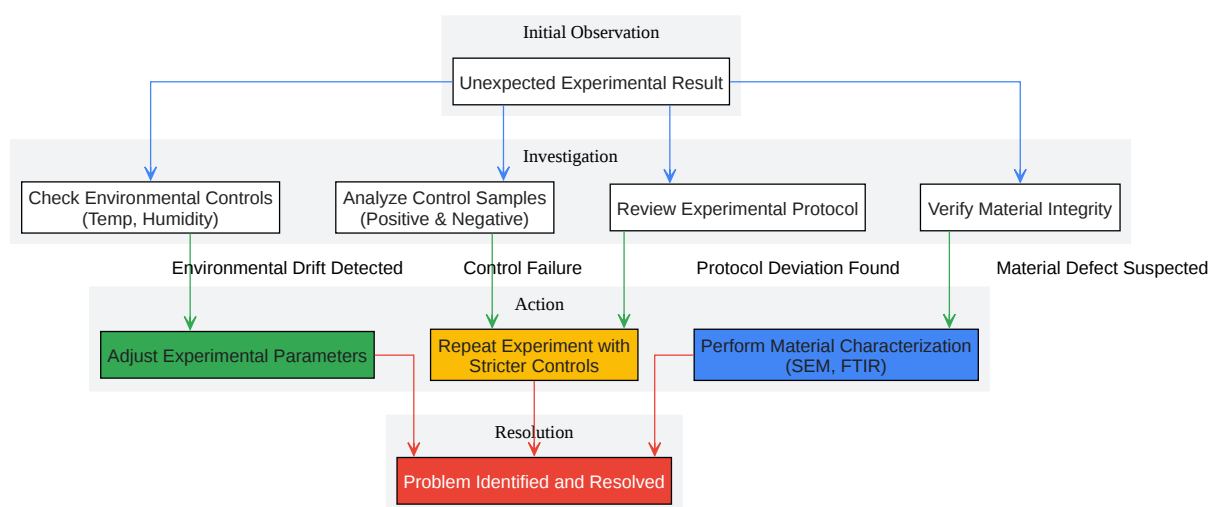 Initial Observation
Unexpected Experimental Result
Investigation
Check Environmental Controls
(Temp, Humidity)
Analyze Control Samples
(Positive & Negative)
Review Experimental Protocol
Verify Material Integrity
Environmental Drift Detected
Control Failure
Protocol Deviation Found
Material Defect Suspected
Action
Adjust Experimental Parameters
Repeat Experiment with
Stricter Controls
Perform Material Characterization
(SEM, FTIR)
Resolution
Problem Identified and Resolved